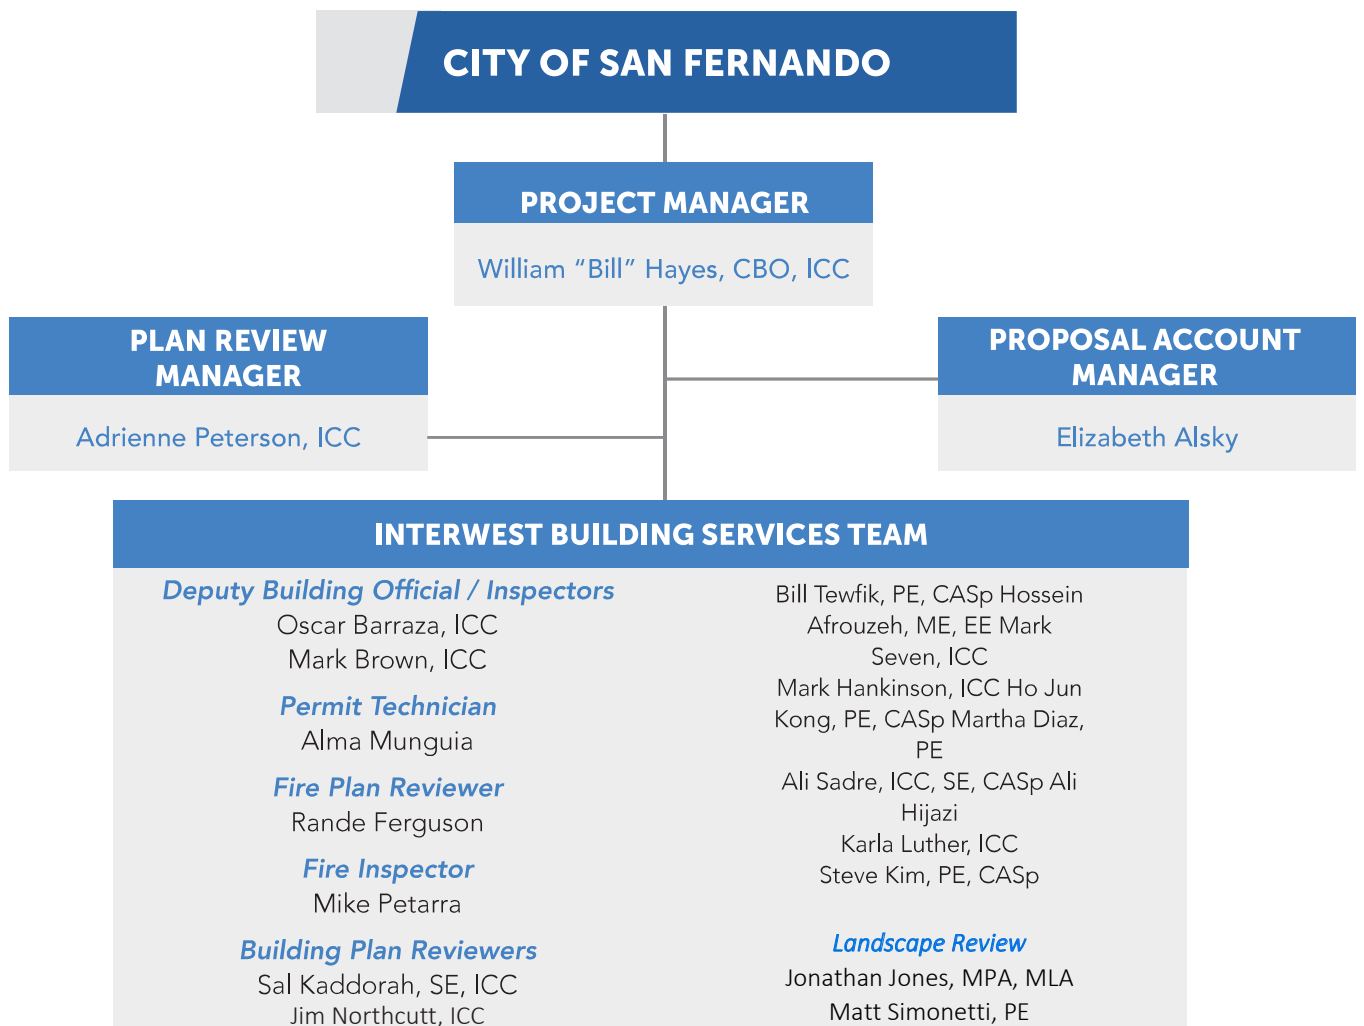 CITY OF SAN FERNANDO
PROJECT MANAGER
William “Bill” Hayes, CBO, ICC
PLAN REVIEW
MANAGER
Adrienne Peterson, ICC
PROPOSAL ACCOUNT
MANAGER
Elizabeth Alsky
INTERWEST BUILDING SERVICES TEAM
Deputy Building Official / Inspectors
Oscar Barraza, ICC
Mark Brown, ICC
Permit Technician
Alma Munguia
Fire Plan Reviewer
Rande Ferguson
Fire Inspector
Mike Petarra
Building Plan Reviewers
Sal Kaddorah, SE, ICC
Jim Northcutt, ICC
Bill Tewfik, PE, CASp Hossein
Afrouzeh, ME, EE Mark
Seven, ICC
Mark Hankinson, ICC Ho Jun
Kong, PE, CASp Martha Diaz,
PE
Ali Sadre, ICC, SE, CASp Ali
Hijazi
Karla Luther, ICC
Steve Kim, PE, CASp
Landscape Review
Jonathan Jones, MPA, MLA
Matt Simonetti, PE